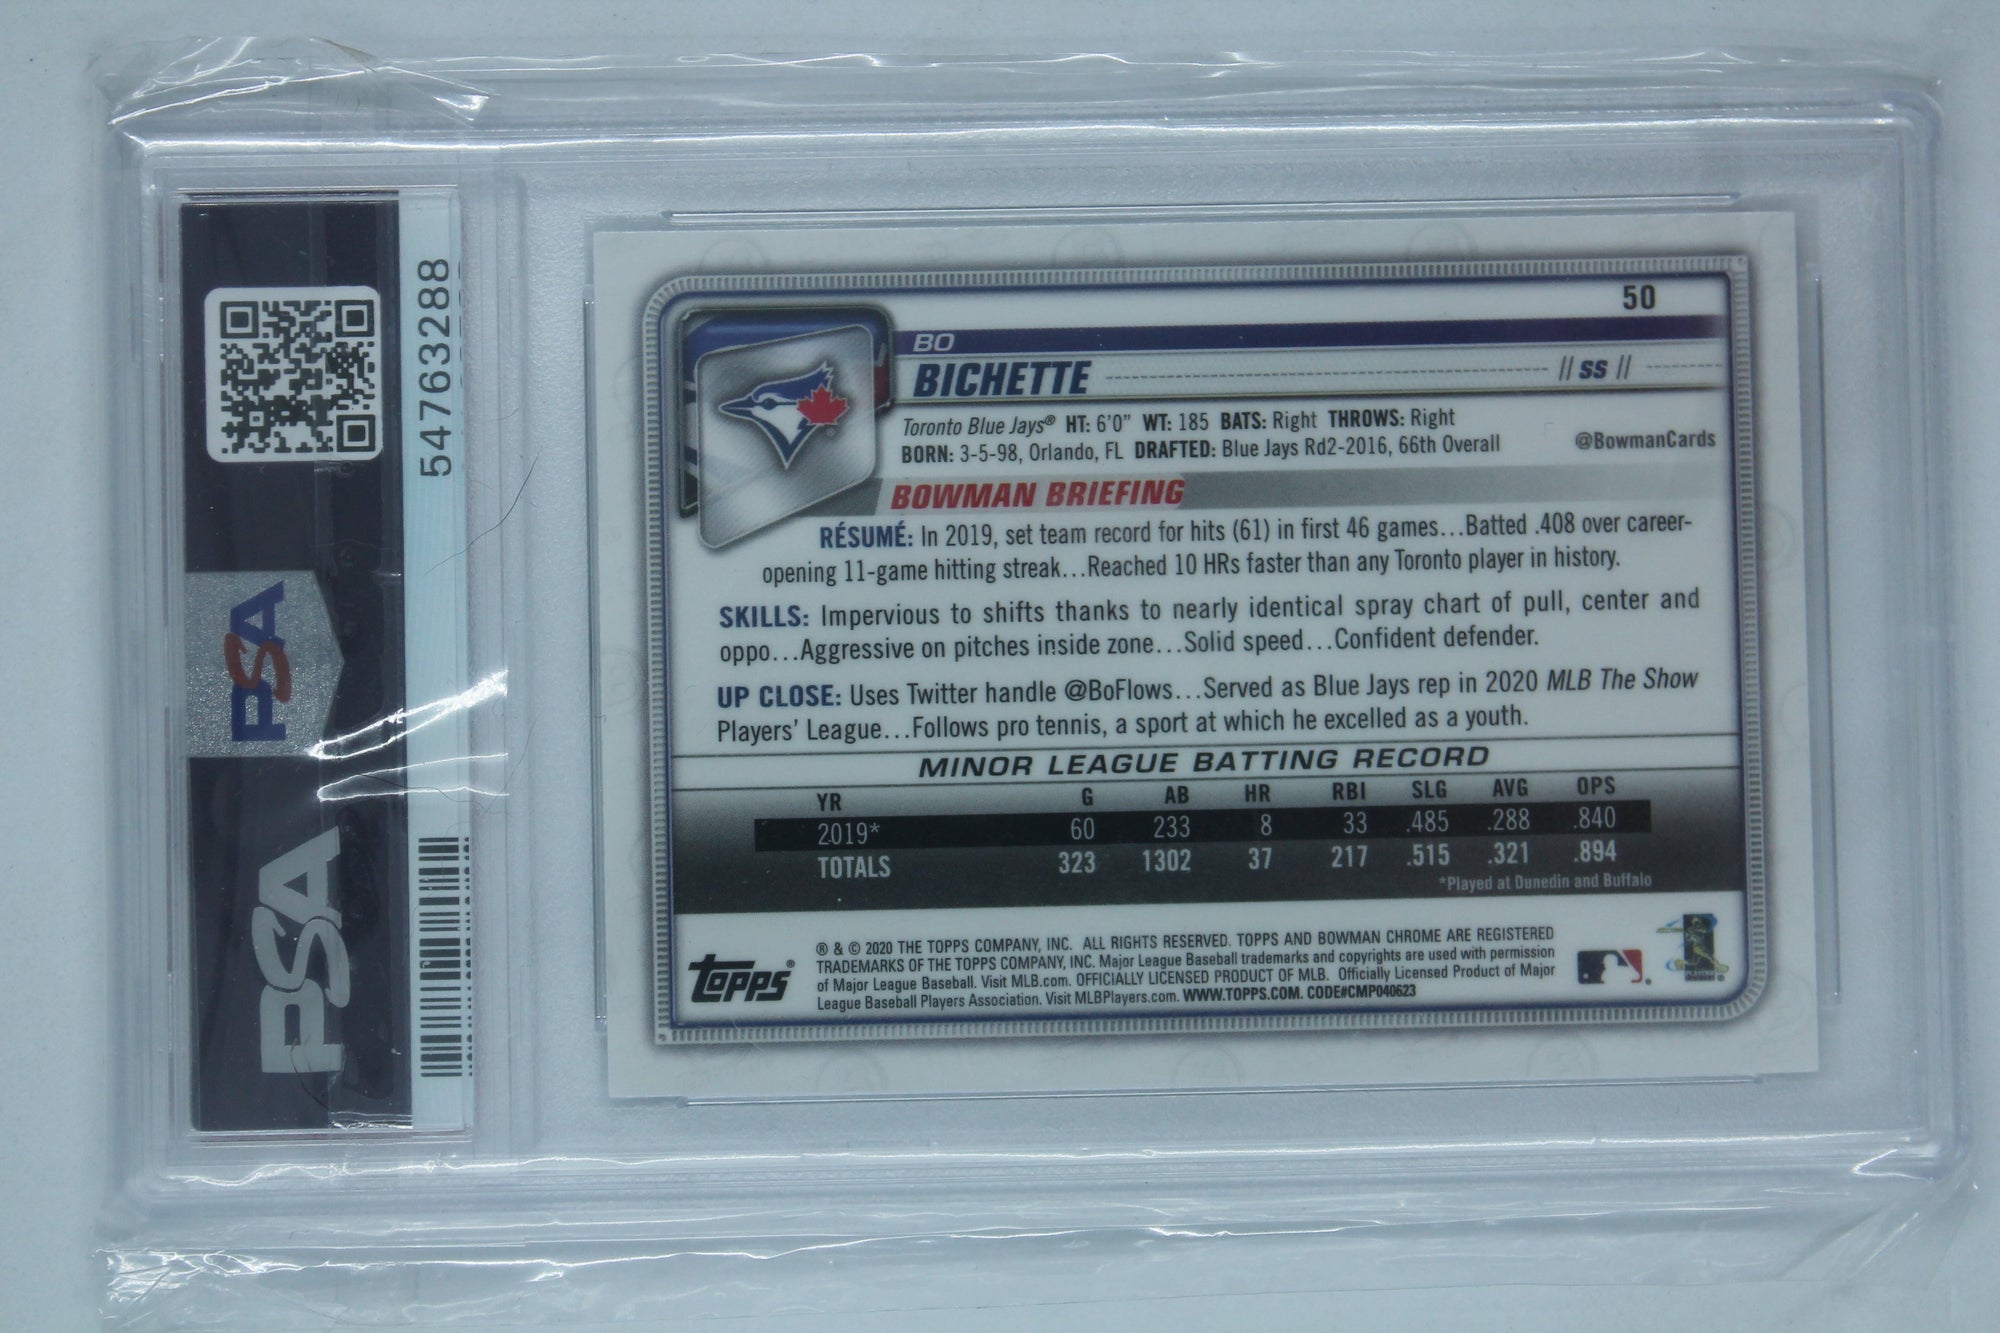 54763288
PSA
PSA
50
BO
BICHETTE // SS //
Toronto Blue Jays® HT: 6'0" WT: 185 BATS: Right THROWS: Right
BORN: 3-5-98, Orlando, FL DRAFTED: Blue Jays Rd2-2016, 66th Overall
@BowmanCards
BOWMAN BRIEFING
RÉSUMÉ: In 2019, set team record for hits (61) in first 46 games...Batted .408 over career-
opening 11-game hitting streak...Reached 10 HRs faster than any Toronto player in history.
SKILLS: Impervious to shifts thanks to nearly identical spray chart of pull, center and
oppo...Aggressive on pitches inside zone...Solid speed...Confident defender.
UP CLOSE: Uses Twitter handle @BoFlows...Served as Blue Jays rep in 2020 MLB The Show
Players' League...Follows pro tennis, a sport at which he excelled as a youth.
MINOR LEAGUE BATTING RECORD
YR G AB HR RBI SLG AVG OPS
2019* 60 233 8 33 .485 .288 .840
TOTALS 323 1302 37 217 .515 .321 .894
*Played at Dunedin and Buffalo
Topps®
® & © 2020 THE TOPPS COMPANY, INC. ALL RIGHTS RESERVED. TOPPS AND BOWMAN CHROME ARE REGISTERED
TRADEMARKS OF THE TOPPS COMPANY, INC. Major League Baseball trademarks and copyrights are used with permission
of Major League Baseball. Visit MLB.com. OFFICIALLY LICENSED PRODUCT OF MLB. Officially Licensed Product of Major
League Baseball Players Association. Visit MLBPlayers.com. WWW.TOPPS.COM. CODE#CMP040623